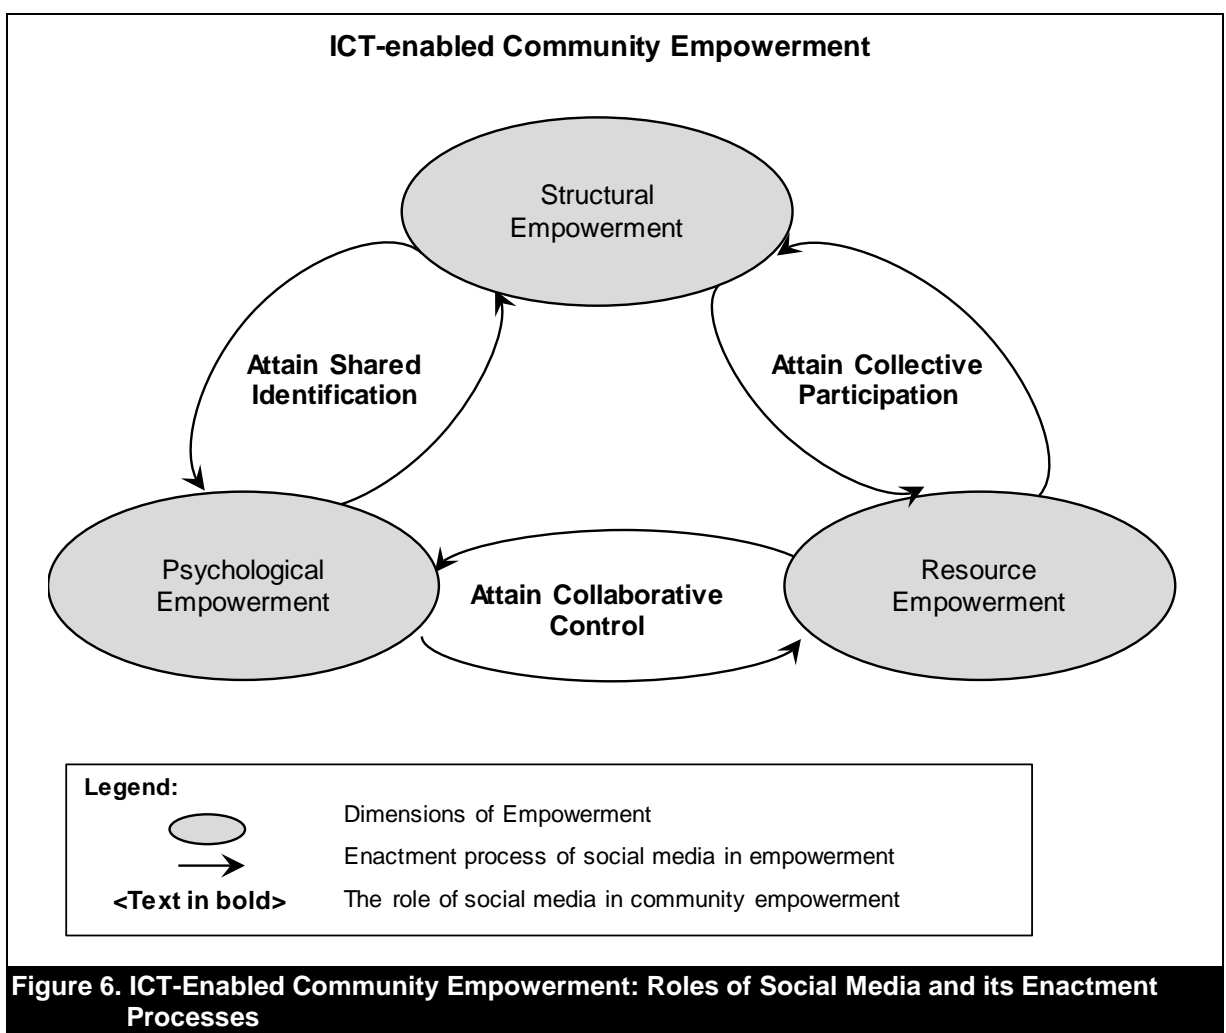 ICT-enabled Community Empowerment
Structural
Empowerment
Attain Shared
Identification
Attain Collective
Participation
Psychological
Empowerment
Attain Collaborative
Control
Resource
Empowerment
Legend:
Dimensions of Empowerment
Enactment process of social media in empowerment
<Text in bold> The role of social media in community empowerment
Figure 6. ICT-Enabled Community Empowerment: Roles of Social Media and its Enactment
Processes